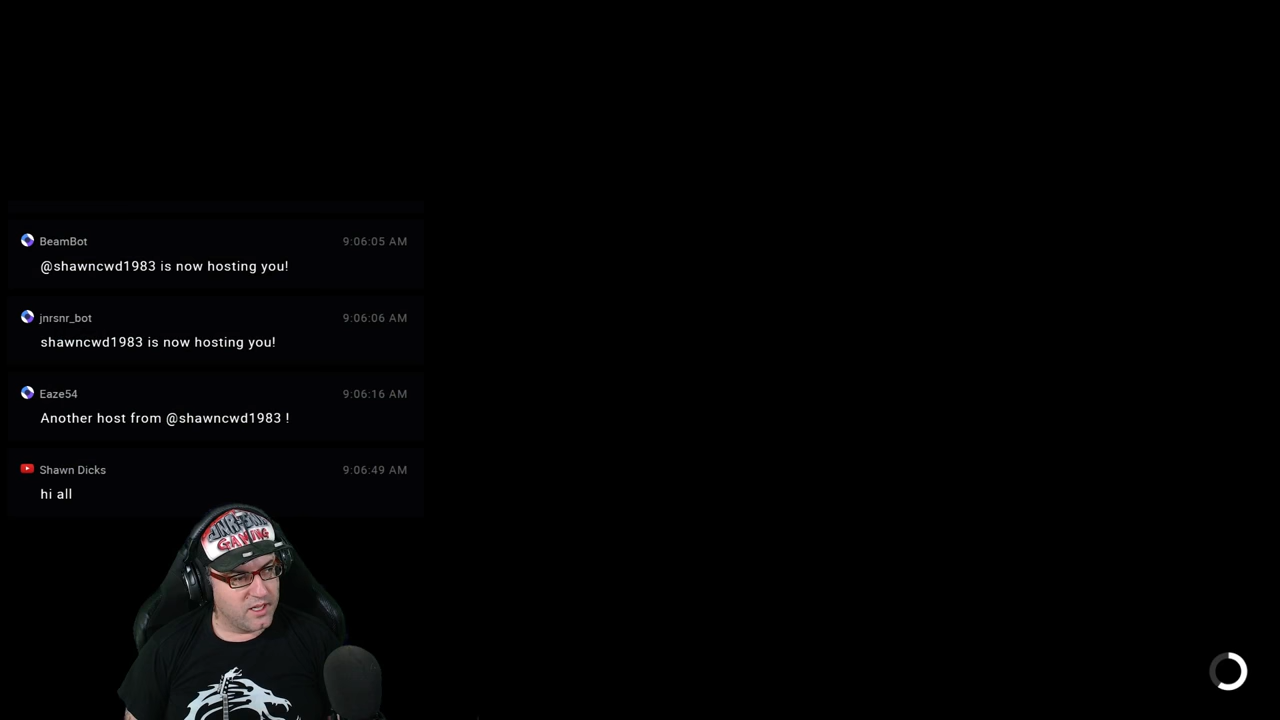 BeamBot 9:06:05 AM
@shawncwd1983 is now hosting you!
jnrsnr_bot 9:06:06 AM
shawncwd1983 is now hosting you!
Eaze54 9:06:16 AM
Another host from @shawncwd1983 !
Shawn Dicks 9:06:49 AM
hi all
GAMING